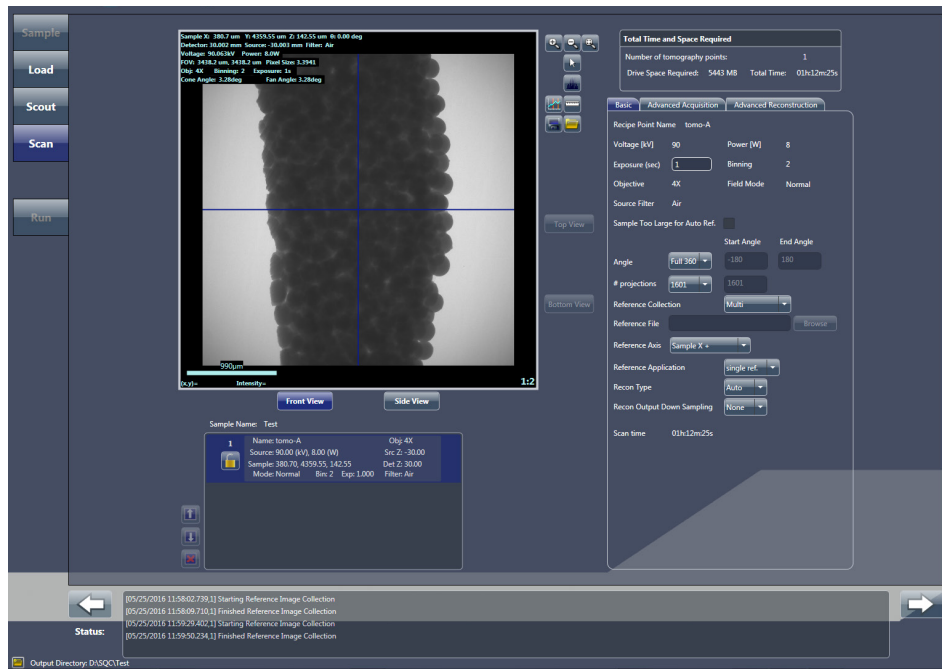 Sample
Load
Scout
Scan
Run
Sample X: 380.7 um Y: 4359.55 um Z: 142.55 um θ: 0.00 deg
Detector: 30.002 mm Source: -30.003 mm Filter: Air
Voltage: 90.063kV Power: 8.0W
FOV: 3438.2 um, 3438.2 um Pixel Size: 3.3941
Obj: 4X Binning: 2 Exposure: 1s
Cone Angle: 3.28deg Fan Angle: 3.28deg
990µm
(x,y)= Intensity=
1:2
Top View
Bottom View
Front View Side View
Sample Name: Test
1 Name: tomo-A Obj: 4X
Source: 90.00 (kV), 8.00 (W) Src Z: -30.00
Sample: 380.70, 4359.55, 142.55 Det Z: 30.00
Mode: Normal Bin: 2 Exp: 1.000 Filter: Air
Total Time and Space Required
Number of tomography points: 1
Drive Space Required: 5443 MB Total Time: 01h:12m:25s
Basic Advanced Acquisition Advanced Reconstruction
Recipe Point Name tomo-A
Voltage [kV] 90 Power [W] 8
Exposure (sec) 1 Binning 2
Objective 4X Field Mode Normal
Source Filter Air
Sample Too Large for Auto Ref.
Start Angle End Angle
Angle Full 360 -180 180
# projections 1601 1601
Reference Collection Multi
Reference File Browse
Reference Axis Sample X +
Reference Application single ref.
Recon Type Auto
Recon Output Down Sampling None
Scan time 01h:12m:25s
Status:
[05/25/2016 11:58:02.739,1] Starting Reference Image Collection
[05/25/2016 11:58:09.710,1] Finished Reference Image Collection
[05/25/2016 11:59:29.402,1] Starting Reference Image Collection
[05/25/2016 11:59:50.234,1] Finished Reference Image Collection
Output Directory: D:\SQC\Test